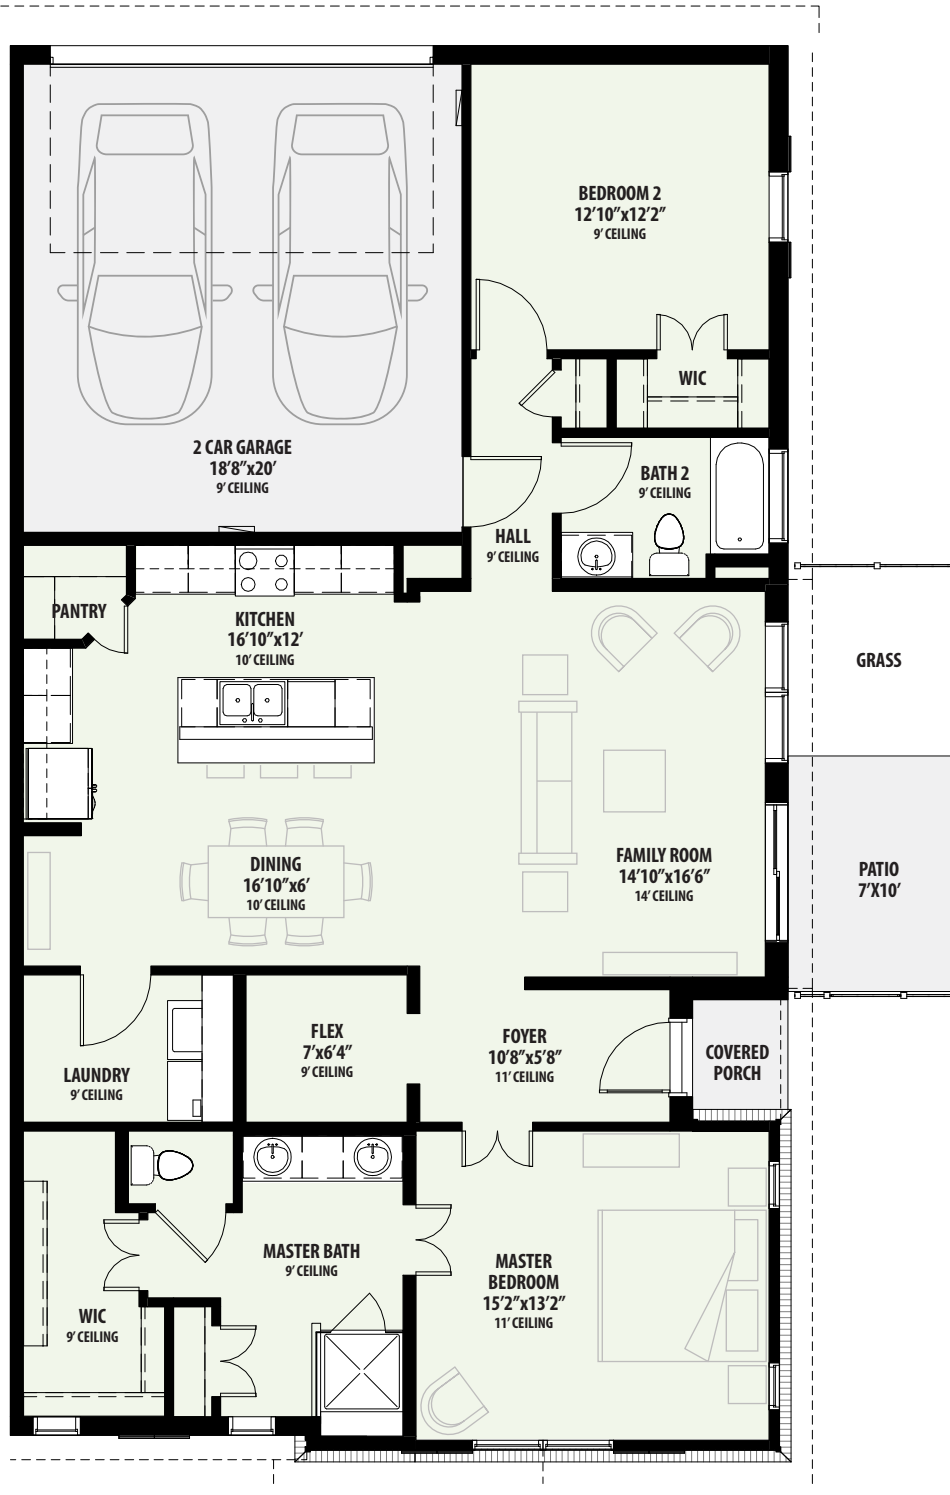 BEDROOM 2
12'10"x12'2"
9' CEILING
WIC
2 CAR GARAGE
18'8"x20'
9' CEILING
BATH 2
9' CEILING
HALL
9' CEILING
PANTRY
KITCHEN
16'10"x12'
10' CEILING
GRASS
DINING
16'10"x6'
10' CEILING
FAMILY ROOM
14'10"x16'6"
14' CEILING
PATIO
7'X10'
FLEX
7'x6'4"
9' CEILING
FOYER
10'8"x5'8"
11' CEILING
COVERED
PORCH
LAUNDRY
9' CEILING
MASTER BATH
9' CEILING
MASTER
BEDROOM
15'2"x13'2"
11' CEILING
WIC
9' CEILING